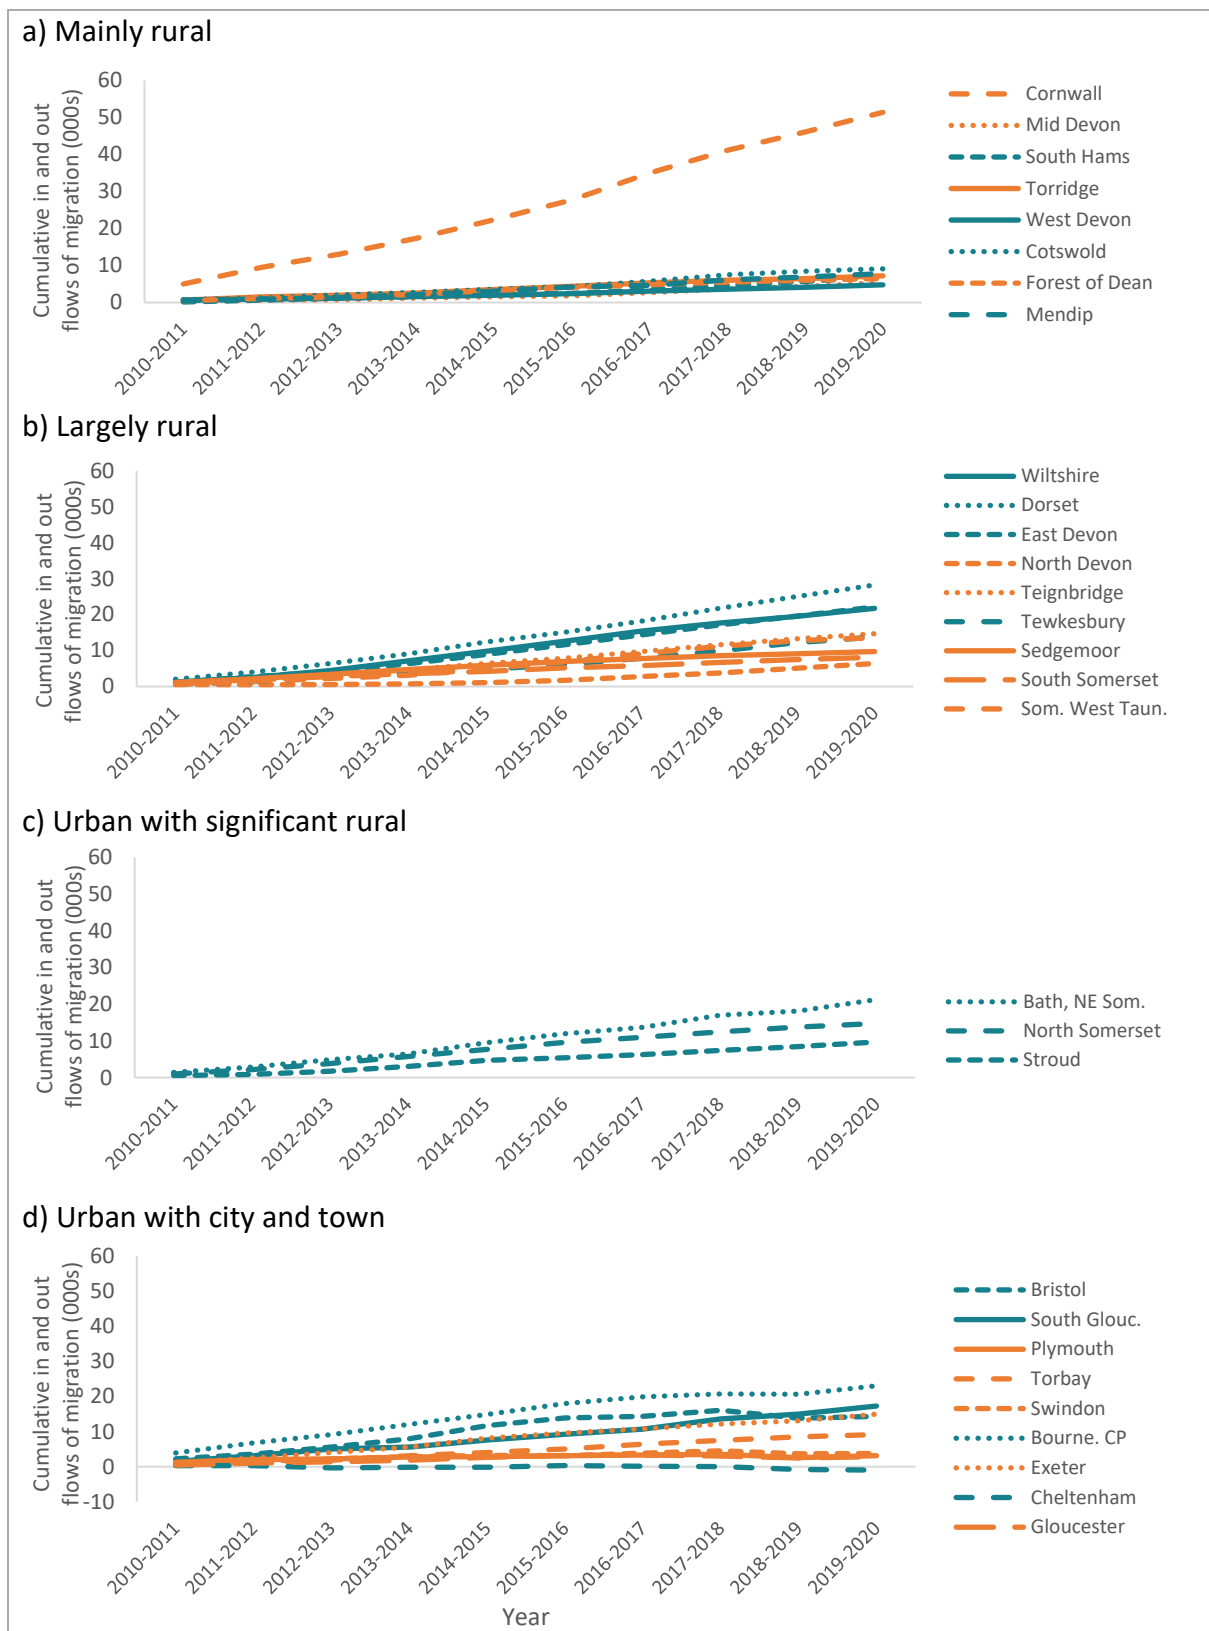 a) Mainly rural
Cumulative in and out
flows of migration (000s)
60
50
40
30
20
10
0
2010-2011
2011-2012
2012-2013
2013-2014
2014-2015
2015-2016
2016-2017
2017-2018
2018-2019
2019-2020
Cornwall
Mid Devon
South Hams
Torridge
West Devon
Cotswold
Forest of Dean
Mendip
b) Largely rural
Cumulative in and out
flows of migration (000s)
60
50
40
30
20
10
0
2010-2011
2011-2012
2012-2013
2013-2014
2014-2015
2015-2016
2016-2017
2017-2018
2018-2019
2019-2020
Wiltshire
Dorset
East Devon
North Devon
Teignbridge
Tewkesbury
Sedgemoor
South Somerset
Som. West Taun.
c) Urban with significant rural
Cumulative in and out
flows of migration (000s)
60
50
40
30
20
10
0
2010-2011
2011-2012
2012-2013
2013-2014
2014-2015
2015-2016
2016-2017
2017-2018
2018-2019
2019-2020
Bath, NE Som.
North Somerset
Stroud
d) Urban with city and town
Cumulative in and out
flows of migration (000s)
60
50
40
30
20
10
0
-10
2010-2011
2011-2012
2012-2013
2013-2014
2014-2015
2015-2016
2016-2017
2017-2018
2018-2019
2019-2020
Year
Bristol
South Glouc.
Plymouth
Torbay
Swindon
Bourne. CP
Exeter
Cheltenham
Gloucester